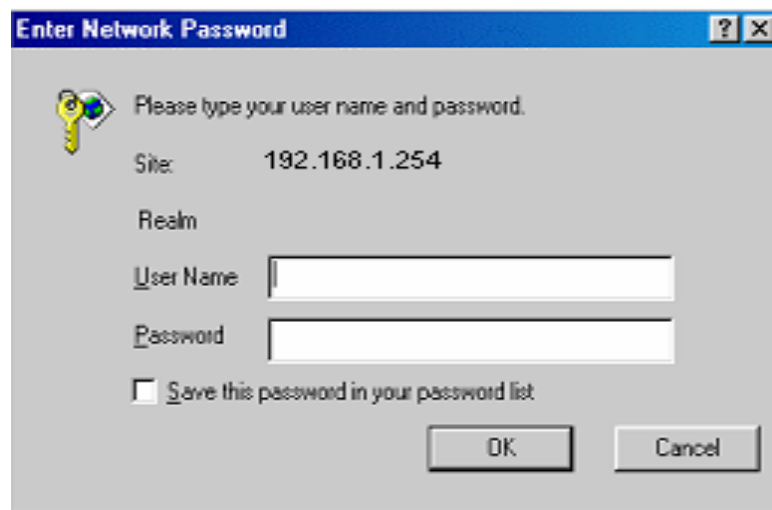 Enter Network Password
Please type your user name and password.
Site: 192.168.1.254
Realm
User Name
Password
Save this password in your password list
OK Cancel